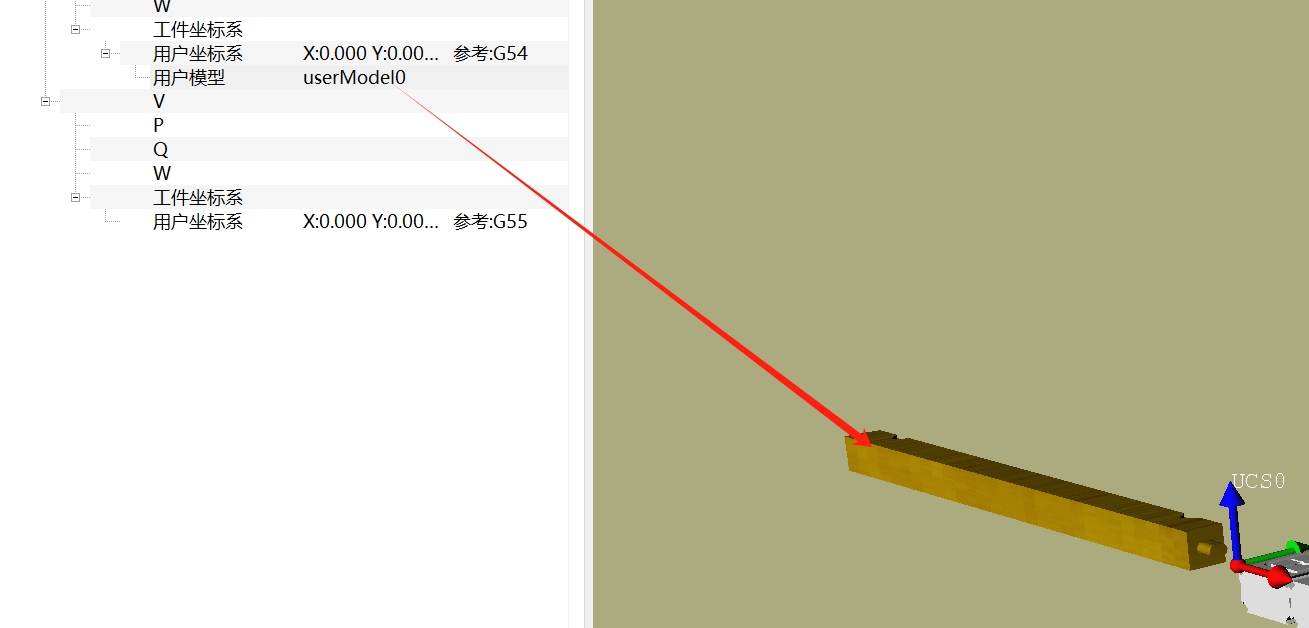 W
工件坐标系
用户坐标系 X:0.000 Y:0.00... 参考:G54
用户模型 userModel0
V
P
Q
W
工件坐标系
用户坐标系 X:0.000 Y:0.00... 参考:G55
UCS0